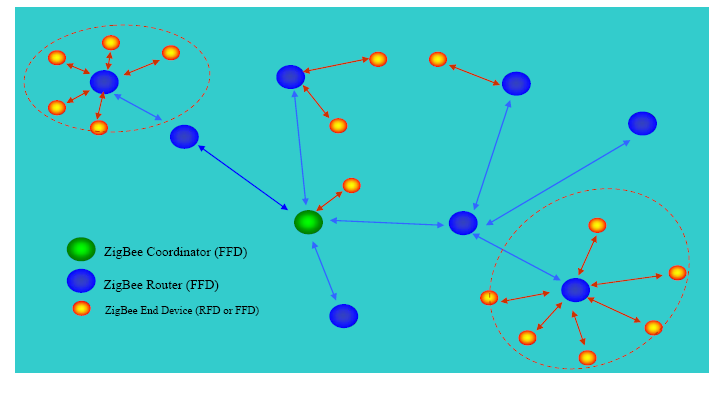 ZigBee Coordinator (FFD)
ZigBee Router (FFD)
ZigBee End Device (RFD or FFD)